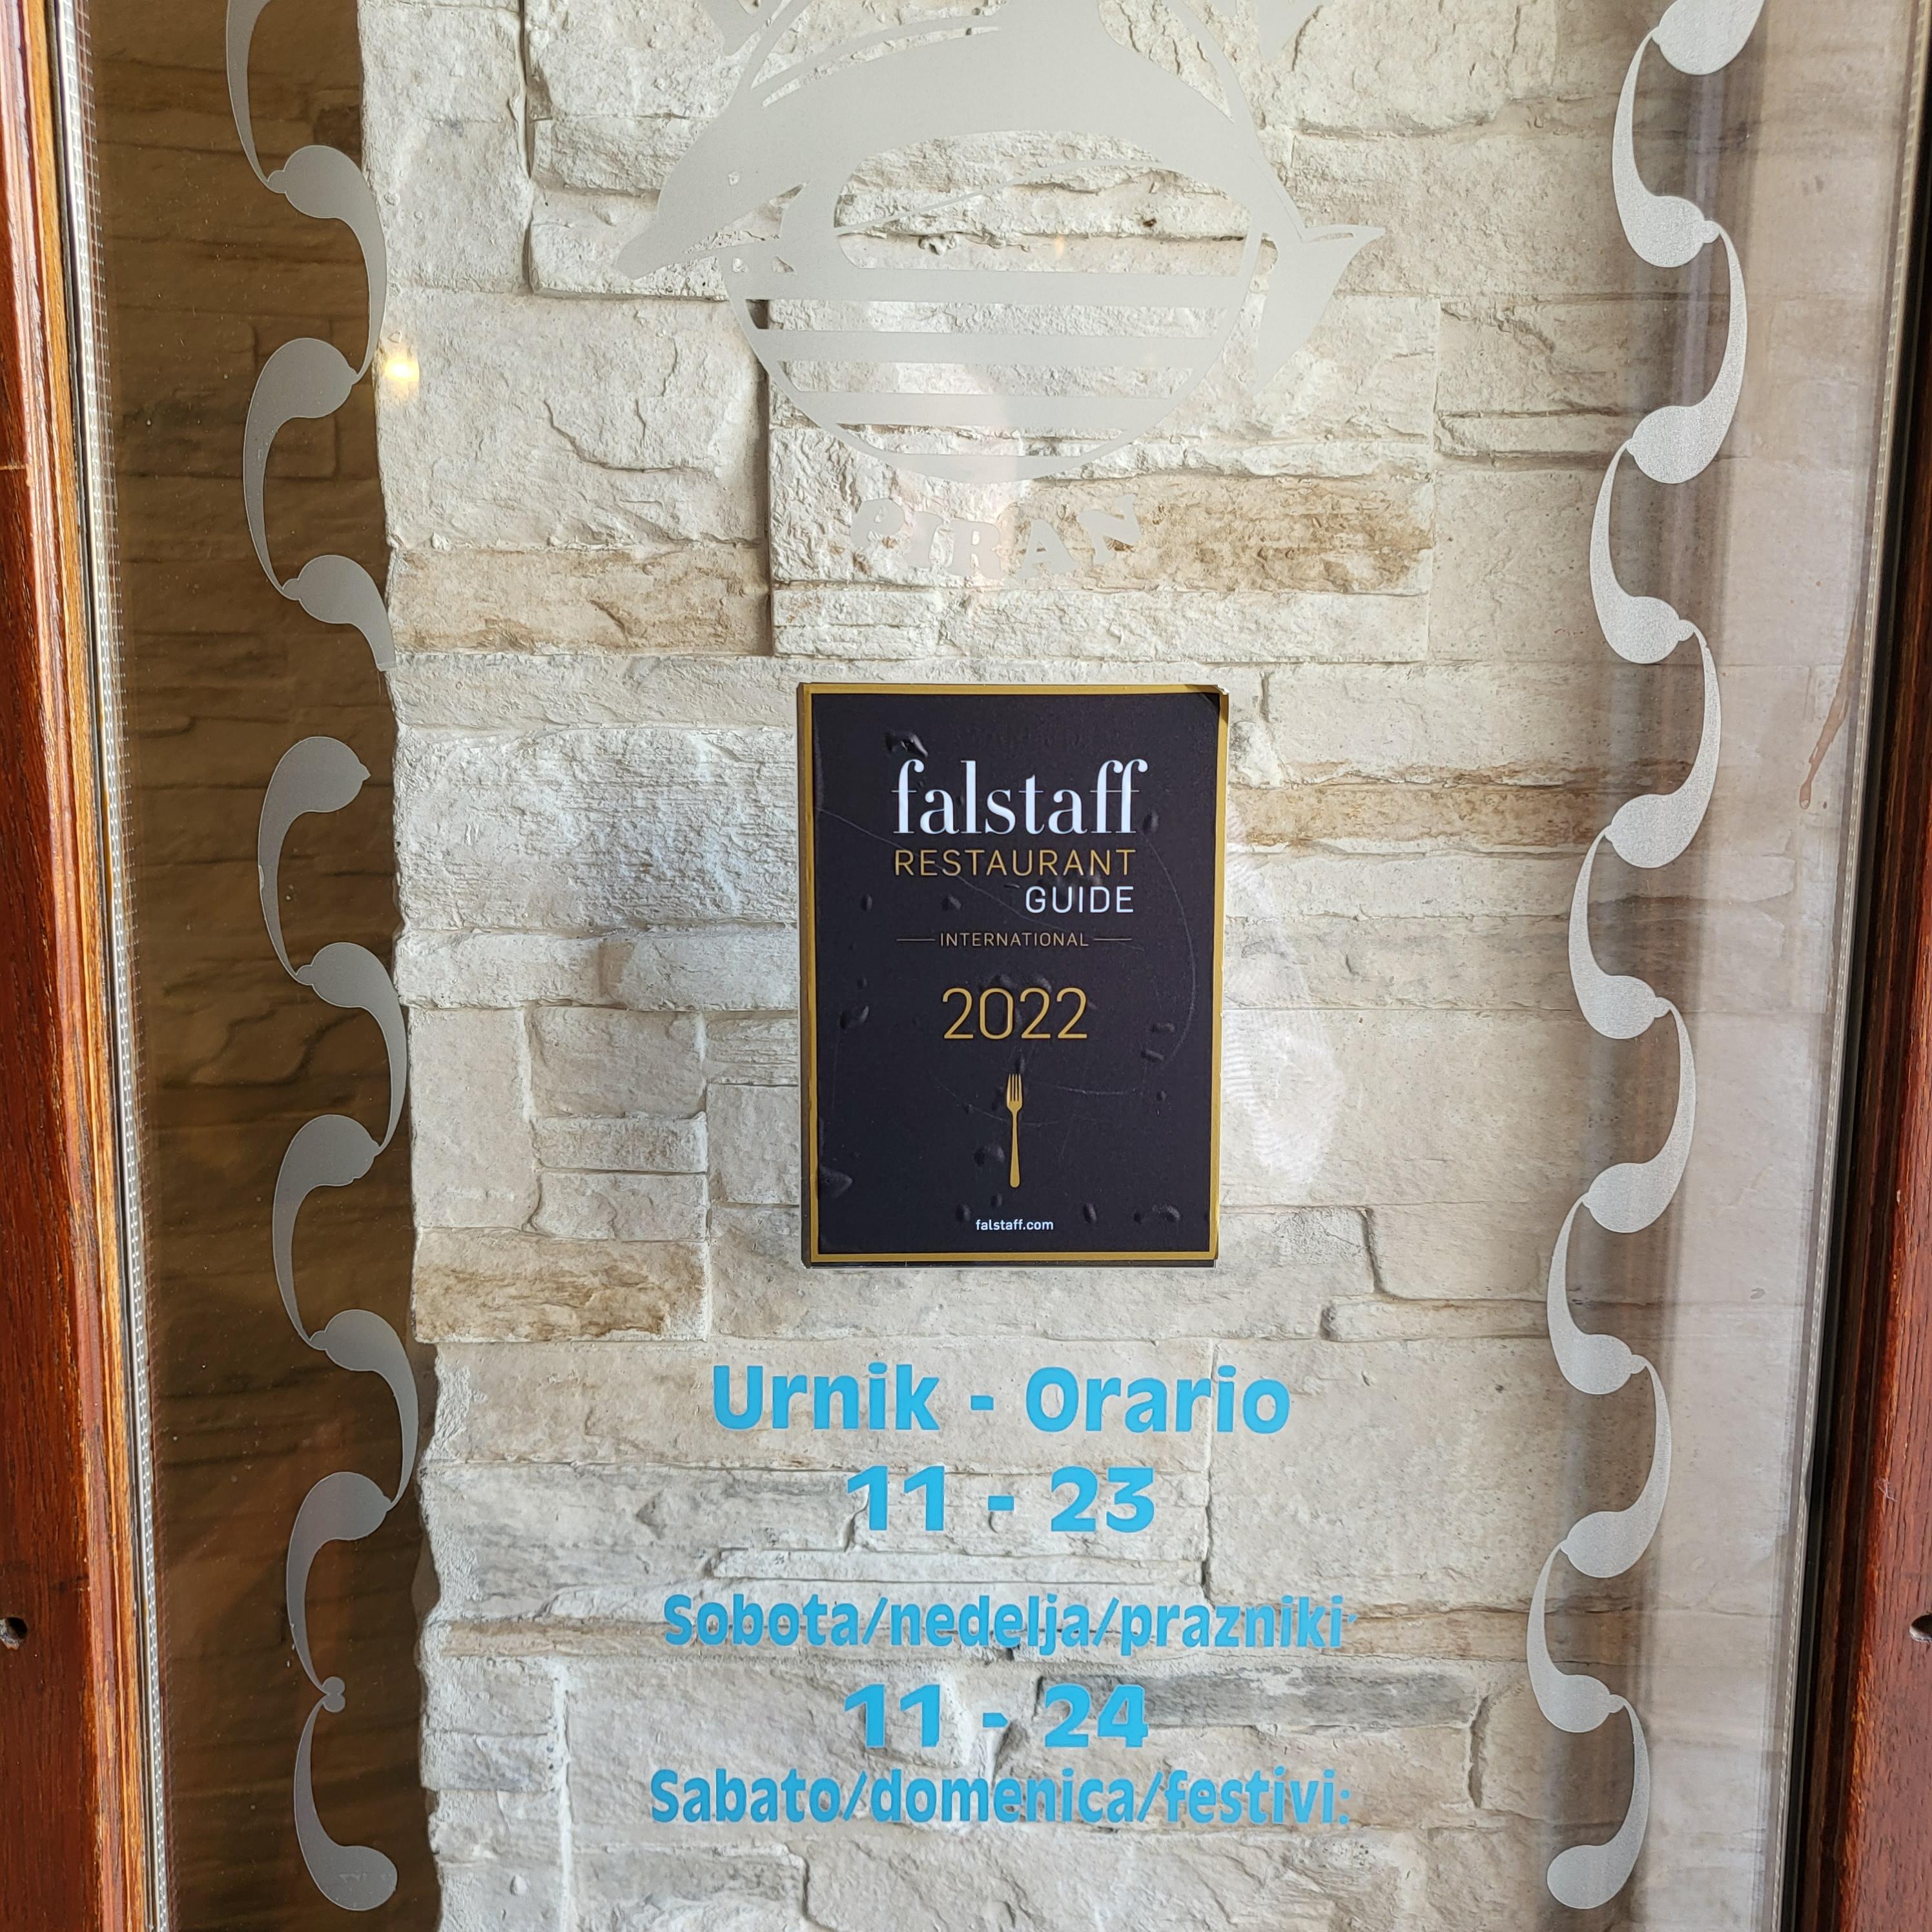 PIRAN
falstaff
RESTAURANT
GUIDE
INTERNATIONAL
2022
falstaff.com
Urnik - Orario
11 - 23
Sobota/nedelja/prazniki:
11 - 24
Sabato/domenica/festivi: